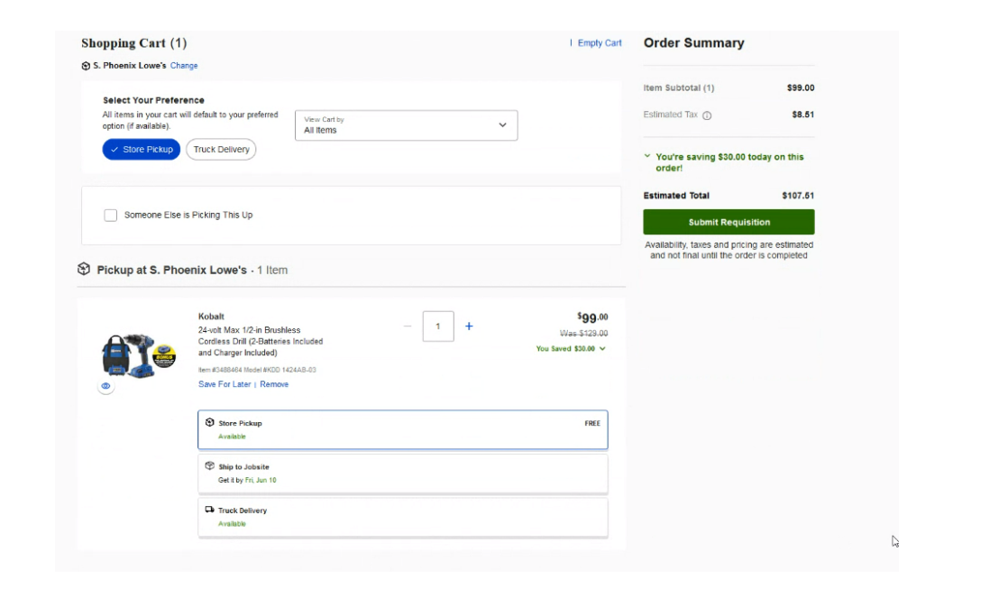 Shopping Cart (1)
Empty Cart
S. Phoenix Lowe's Change
Select Your Preference
All items in your cart will default to your preferred
option (if available).
View Cart by
All Items
Store Pickup
Truck Delivery
Someone Else is Picking This Up
Pickup at S. Phoenix Lowe's - 1 Item
Kobalt
24-volt Max 1/2-in Brushless
Cordless Drill (2-Batteries Included
and Charger Included)
Item #3488464 Model #KDD 1424AB-03
Save For Later | Remove
1
$99.00
Was $129.00
You Saved $30.00
Store Pickup
FREE
Available
Ship to Jobsite
Get it by Fri, Jun 10
Truck Delivery
Available
Order Summary
Item Subtotal (1) $99.00
Estimated Tax $8.51
You're saving $30.00 today on this
order!
Estimated Total $107.51
Submit Requisition
Availability, taxes and pricing are estimated
and not final until the order is completed